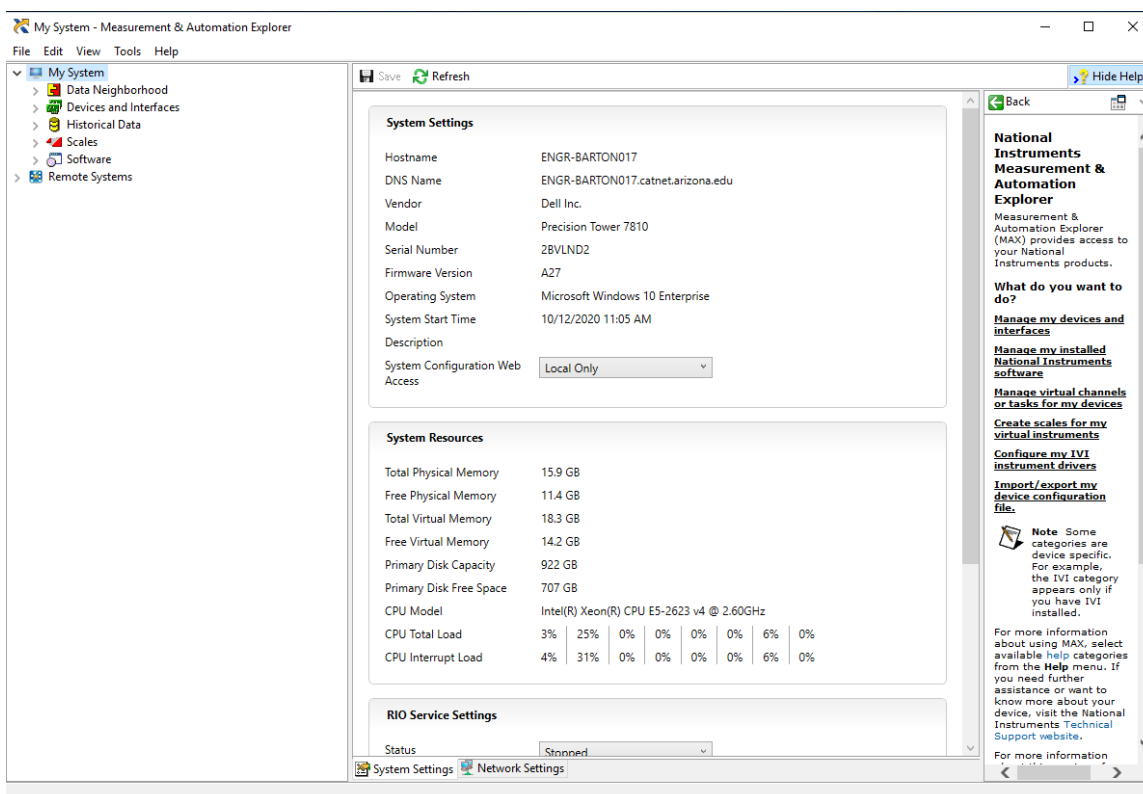 My System - Measurement & Automation Explorer
File Edit View Tools Help
My System
Data Neighborhood
Devices and Interfaces
Historical Data
Scales
Software
Remote Systems
Save Refresh
Hide Help
System Settings
Hostname ENGR-BARTON017
DNS Name ENGR-BARTON017.catnet.arizona.edu
Vendor Dell Inc.
Model Precision Tower 7810
Serial Number 2BVLND2
Firmware Version A27
Operating System Microsoft Windows 10 Enterprise
System Start Time 10/12/2020 11:05 AM
Description
System Configuration Web Access Local Only
System Resources
Total Physical Memory 15.9 GB
Free Physical Memory 11.4 GB
Total Virtual Memory 18.3 GB
Free Virtual Memory 14.2 GB
Primary Disk Capacity 922 GB
Primary Disk Free Space 707 GB
CPU Model Intel(R) Xeon(R) CPU E5-2623 v4 @ 2.60GHz
CPU Total Load 3% 25% 0% 0% 0% 0% 6% 0%
CPU Interrupt Load 4% 31% 0% 0% 0% 0% 6% 0%
RIO Service Settings
Status Stopped
System Settings Network Settings
Back
National
Instruments
Measurement &
Automation
Explorer
Measurement &
Automation Explorer
(MAX) provides access to
your National
Instruments products.
What do you want to
do?
Manage my devices and
interfaces
Manage my installed
National Instruments
software
Manage virtual channels
or tasks for my devices
Create scales for my
virtual instruments
Configure my IVI
instrument drivers
Import/export my
device configuration
file.
Note Some
categories are
device specific.
For example,
the IVI category
appears only if
you have IVI
installed.
For more information
about using MAX, select
available help categories
from the Help menu. If
you need further
assistance or want to
know more about your
device, visit the National
Instruments Technical
Support website.
For more information